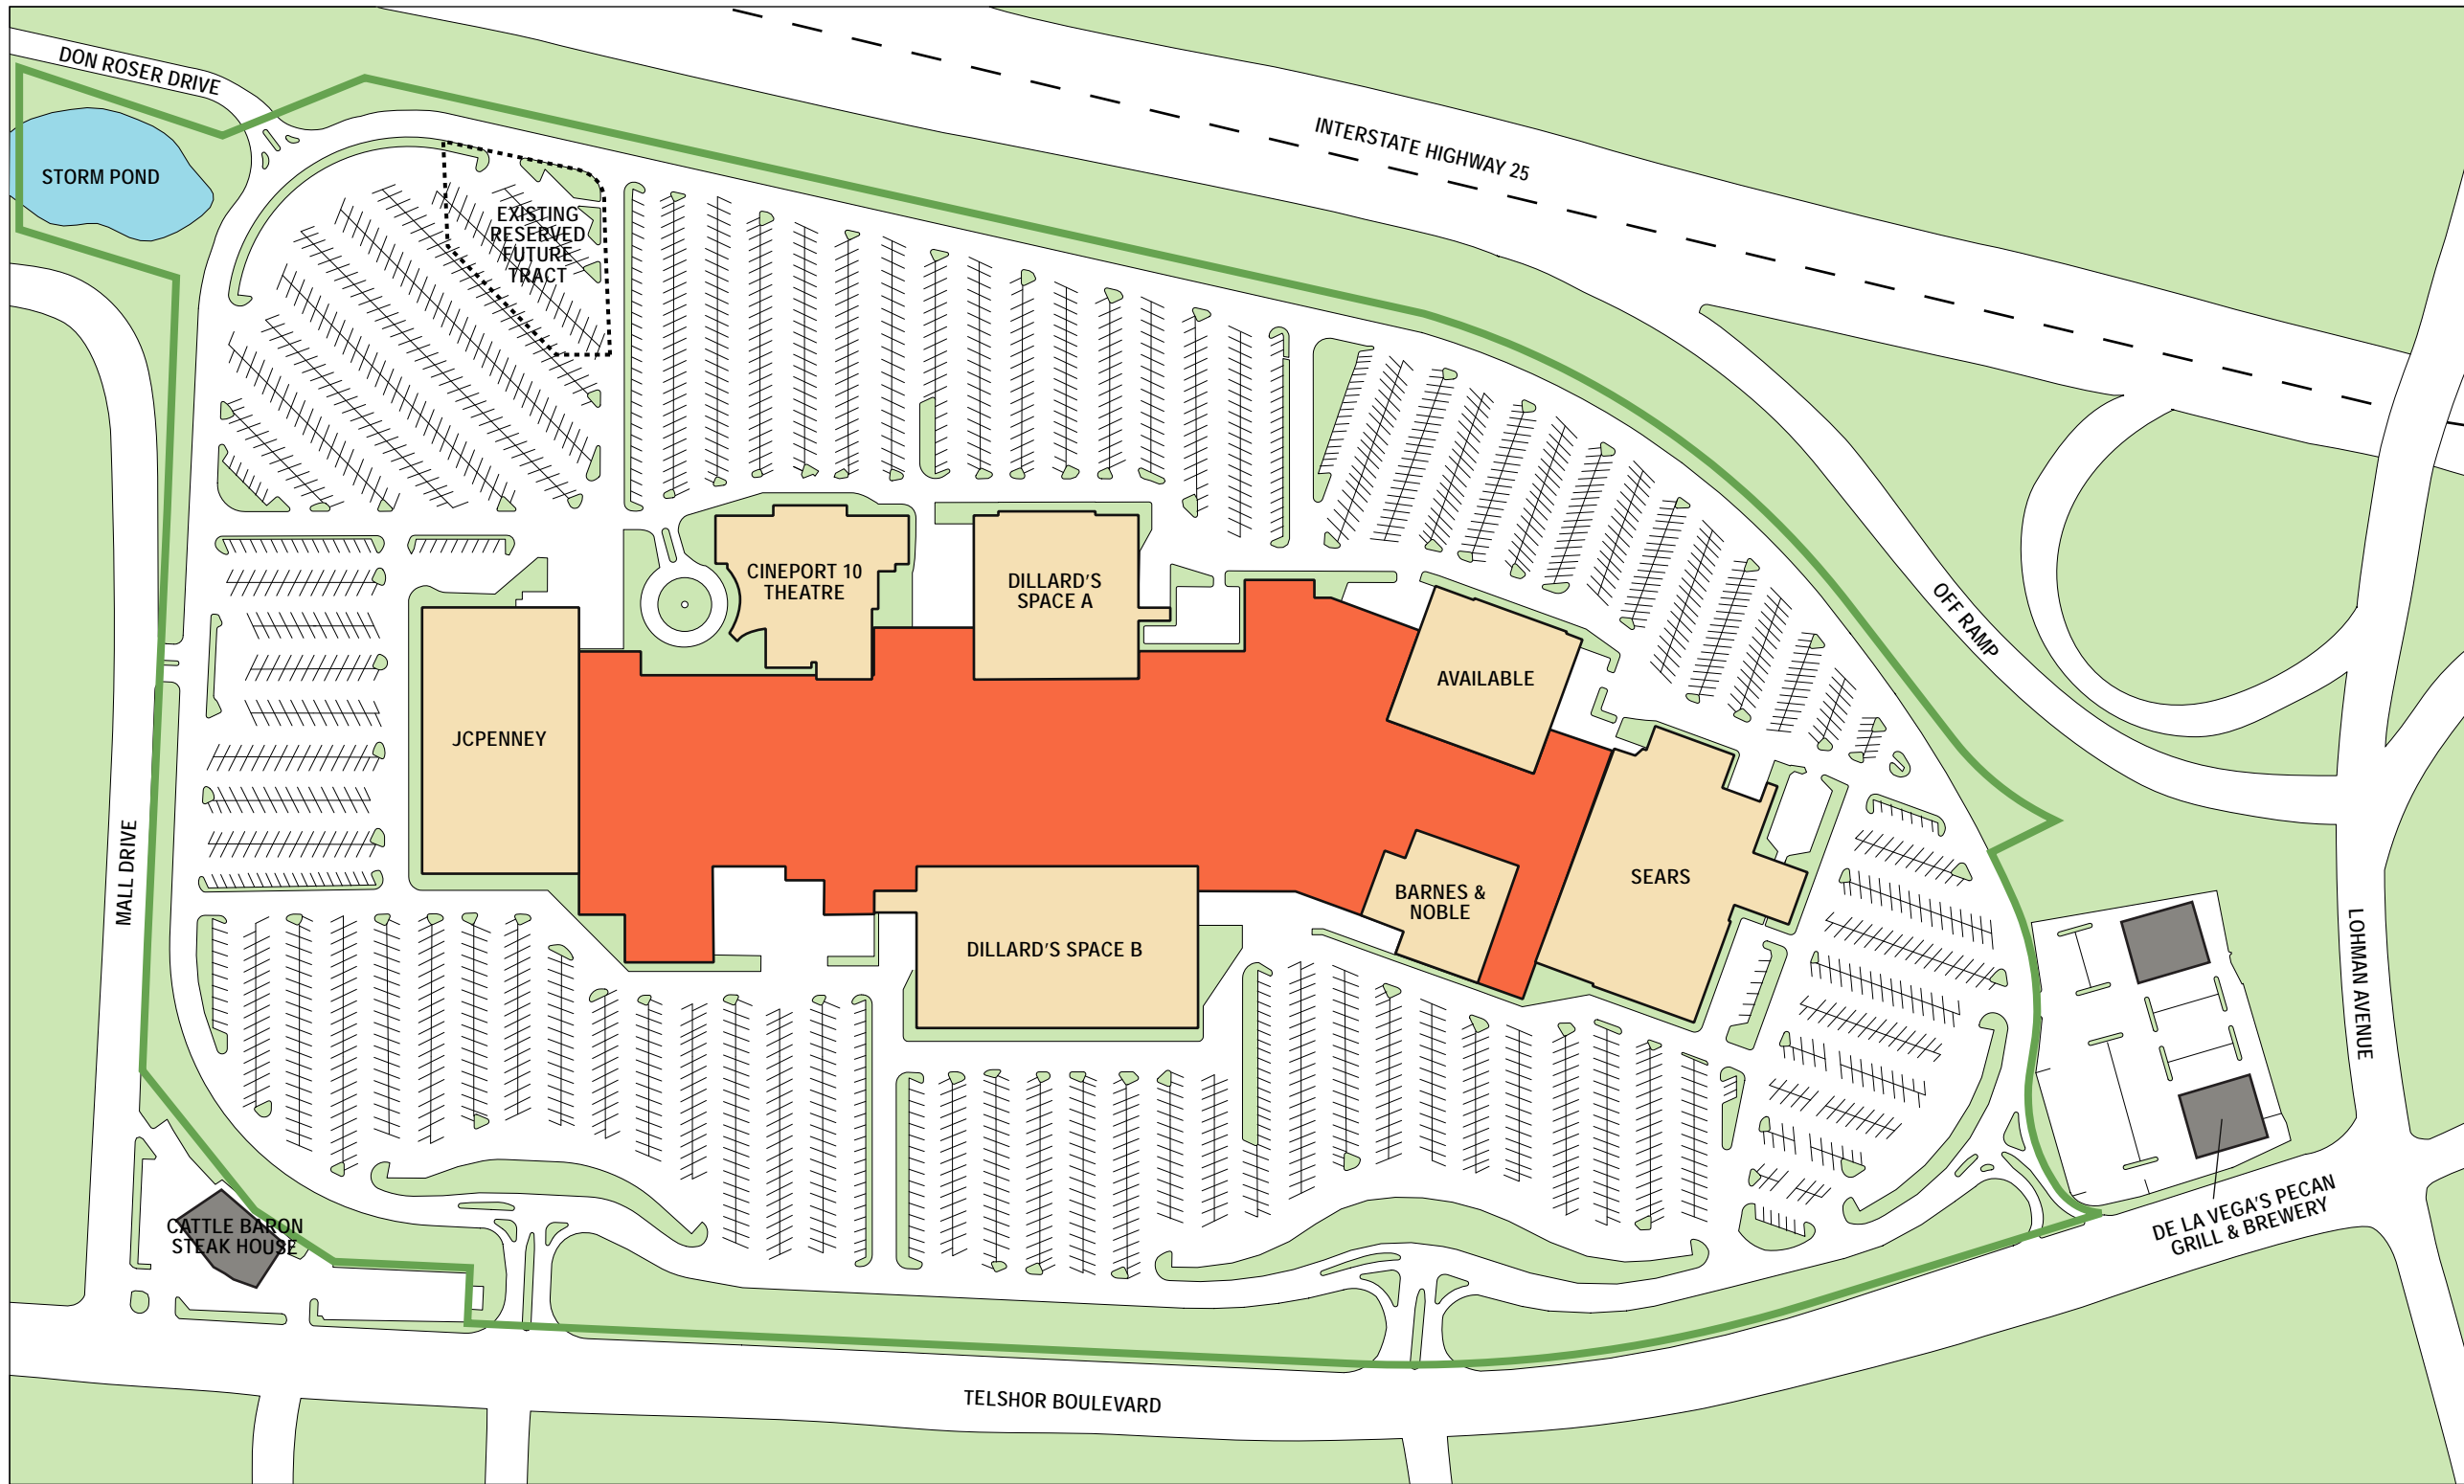 DON ROSER DRIVE
INTERSTATE HIGHWAY 25
STORM POND
EXISTING
RESERVED
FUTURE
TRACT
CINEPORT 10
THEATRE
DILLARD'S
SPACE A
OFF RAMP
AVAILABLE
JCPENNEY
MALL DRIVE
SEARS
BARNES &
NOBLE
DILLARD'S SPACE B
LOHMAN AVENUE
CATTLE BARON
STEAK HOUSE
DE LA VEGA'S PECAN
GRILL & BREWERY
TELSHOR BOULEVARD